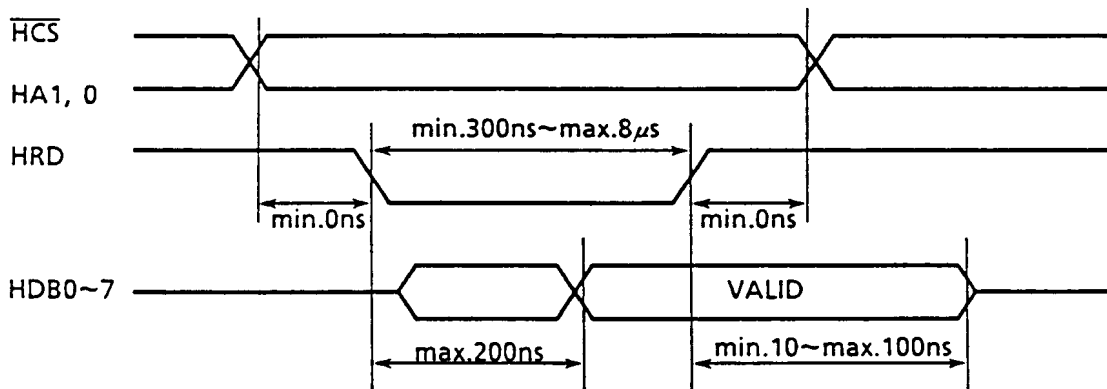 HCS
HA1, 0
min.300ns~max.8μs
HRD
min.0ns
min.0ns
HDB0~7
VALID
max.200ns
min.10~max.100ns